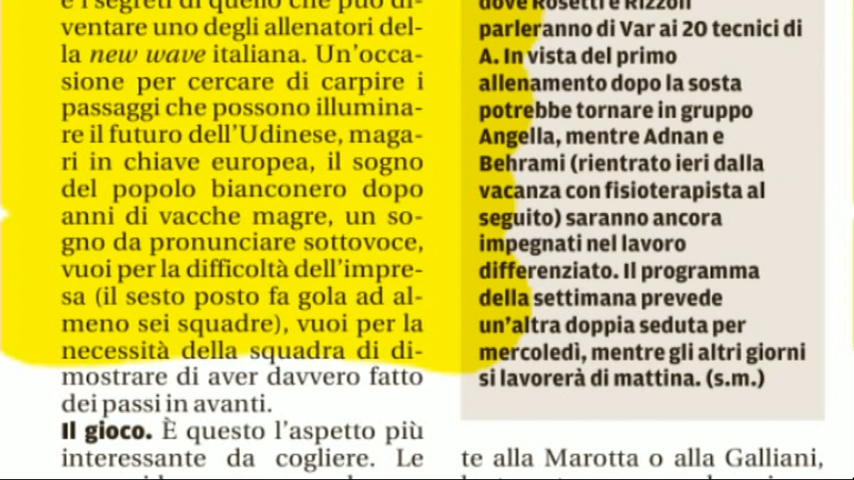 e i segreti di quello che può di-
ventare uno degli allenatori del-
la new wave italiana. Un'occa-
sione per cercare di carpire i
passaggi che possono illumina-
re il futuro dell'Udinese, maga-
ri in chiave europea, il sogno
del popolo bianconero dopo
anni di vacche magre, un so-
gno da pronunciare sottovoce,
vuoi per la difficoltà dell'impre-
sa (il sesto posto fa gola ad al-
meno sei squadre), vuoi per la
necessità della squadra di di-
mostrare di aver davvero fatto
dei passi in avanti.
Il gioco. È questo l'aspetto più
interessante da cogliere. Le
dove Rosetti e Rizzoli
parleranno di Var ai 20 tecnici di
A. In vista del primo
allenamento dopo la sosta
potrebbe tornare in gruppo
Angella, mentre Adnan e
Behrami (rientrato ieri dalla
vacanza con fisioterapista al
seguito) saranno ancora
impegnati nel lavoro
differenziato. Il programma
della settimana prevede
un'altra doppia seduta per
mercoledì, mentre gli altri giorni
si lavorerà di mattina. (s.m.)
te alla Marotta o alla Galliani,